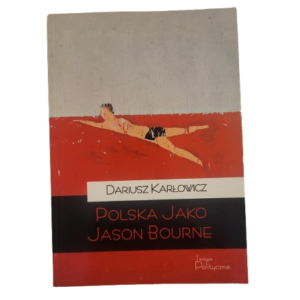 DARIUSZ KARŁOWICZ
POLSKA JAKO
JASON BOURNE
Teologia
Polityczna